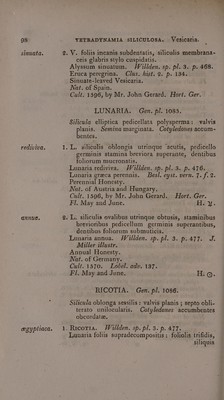 98 TETRADYNAMIA SILICULOSA. Vesicaria.
sinuata. 2. V. foliis incanis subdentatis, siliculis membrana-
ceis glabris stylo cuspidatis.
Alyssum sinuatum. Willden. sp. pl. 3. p. 466.
Eruca peregrina. Clus. hist. 2. p. 134.
Sinuate-leaved Vesicaria.
Nat. of Spain.
Cult. 1596, by Mr. John Gerard. Hort. Ger.
LUNARIA. Gen. pl. 1085.
Silicula elliptica pedicellata polysperma: valvis
planis. Semina marginata. Cotyledones accum-
bentes.
rediviva. 1. L. siliculis oblongis utrinque acutis, pedicello
germinis stamina breviora superante, dentibus
foliorum mucronatis.
Lunaria rediviva. Willden. sp. pl. 3. p. 476.
Lunaria græca perennis. Besl. eyst. vern. 7. f. 2.
Perennial Honesty.
Nat. of Austria and Hungary.
Cult. 1596, by Mr. John Gerard. Hort. Ger.
Fl. May and June. H. ♃.
annua. 2. L. siliculis ovalibus utrinque obtusis, staminibus
brevioribus pedicellum germinis superantibus,
dentibus foliorum submuticis.
Lunaria annua. Willden. sp. pl. 3. p. 477. J.
Miller illustr.
Annual Honesty.
Nat. of Germany.
Cult. 1570. Lobel. adv. 137.
Fl. May and June. H. ☉.
RICOTIA. Gen. pl. 1086.
Silicula oblonga sessilis: valvis planis; septo obli-
terato unilocularis. Cotyledones accumbentes
obcordatæ.
ægyptiaca. 1. RICOTIA. Willden. sp. pl. 3. p. 477.
Lunaria foliis supradecompositis: foliolis trifidis,
siliquis